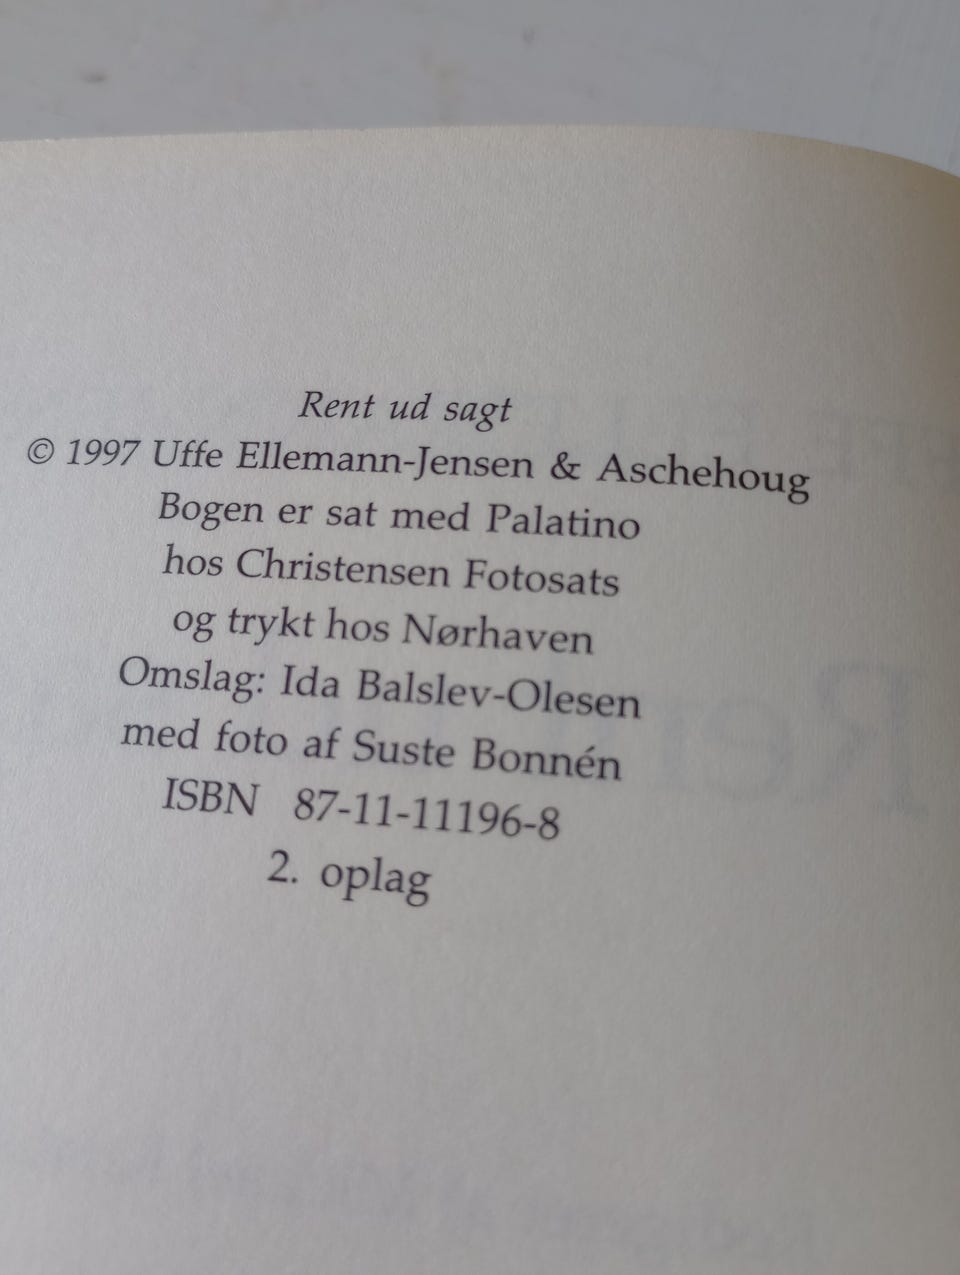 Rent ud sagt
© 1997 Uffe Ellemann-Jensen & Aschehoug
Bogen er sat med Palatino
hos Christensen Fotosats
og trykt hos Nørhaven
Omslag: Ida Balslev-Olesen
med foto af Suste Bonnén
ISBN 87-11-11196-8
2. oplag